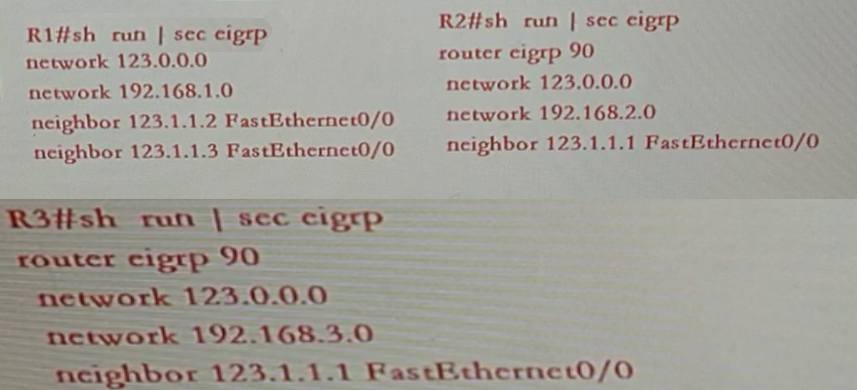 R1#sh run | sec eigrp
network 123.0.0.0
network 192.168.1.0
neighbor 123.1.1.2 FastEthernet0/0
neighbor 123.1.1.3 FastEthernet0/0
R2#sh run | sec eigrp
router eigrp 90
network 123.0.0.0
network 192.168.2.0
neighbor 123.1.1.1 FastEthernet0/0
R3#sh run | sec eigrp
router eigrp 90
network 123.0.0.0
network 192.168.3.0
neighbor 123.1.1.1 FastEthernet0/0